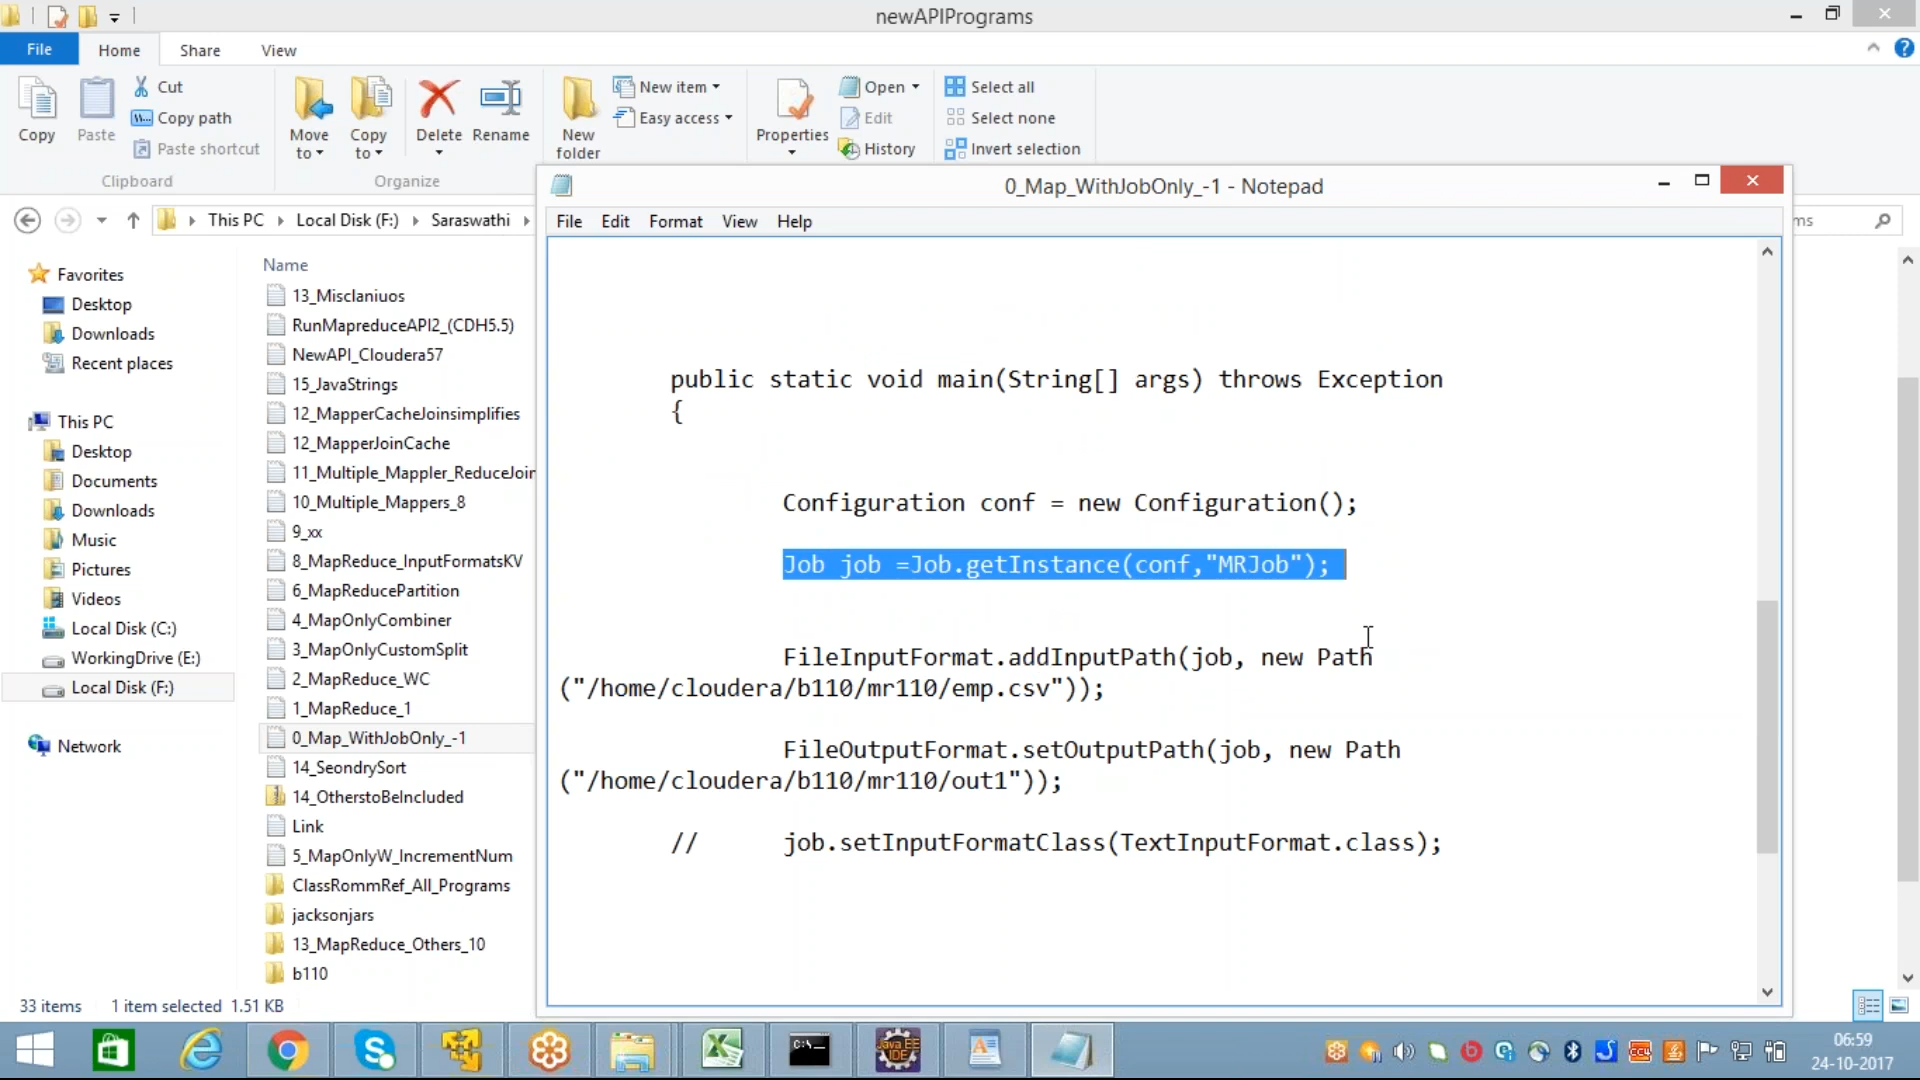 newAPIPrograms
File
Home
Share
View
Copy
Paste
Cut
Copy path
Paste shortcut
Clipboard
Move to
Copy to
Delete
Rename
Organize
New folder
New item
Easy access
Properties
Open
Edit
History
Select all
Select none
Invert selection
This PC
Local Disk (F:)
Saraswathi
ms
Favorites
Desktop
Downloads
Recent places
This PC
Desktop
Documents
Downloads
Music
Pictures
Videos
Local Disk (C:)
WorkingDrive (E:)
Local Disk (F:)
Network
Name
13_Misclaniuos
RunMapreduceAPI2_(CDH5.5)
NewAPI_Cloudera57
15_JavaStrings
12_MapperCacheJoinsimplifies
12_MapperJoinCache
11_Multiple_Mappler_ReduceJoin
10_Multiple_Mappers_8
9_xx
8_MapReduce_InputFormatsKV
6_MapReducePartition
4_MapOnlyCombiner
3_MapOnlyCustomSplit
2_MapReduce_WC
1_MapReduce_1
0_Map_WithJobOnly_-1
14_SeondrySort
14_OtherstoBeIncluded
Link
5_MapOnlyW_IncrementNum
ClassRommRef_All_Programs
jacksonjars
13_MapReduce_Others_10
b110
33 items 1 item selected 1.51 KB
0_Map_WithJobOnly_-1 - Notepad
File Edit Format View Help
public static void main(String[] args) throws Exception
{
Configuration conf = new Configuration();
Job job =Job.getInstance(conf,"MRJob");
FileInputFormat.addInputPath(job, new Path
("/home/cloudera/b110/mr110/emp.csv"));
FileOutputFormat.setOutputPath(job, new Path
("/home/cloudera/b110/mr110/out1"));
// job.setInputFormatClass(TextInputFormat.class);
Java EE
IDE
06:59
24-10-2017